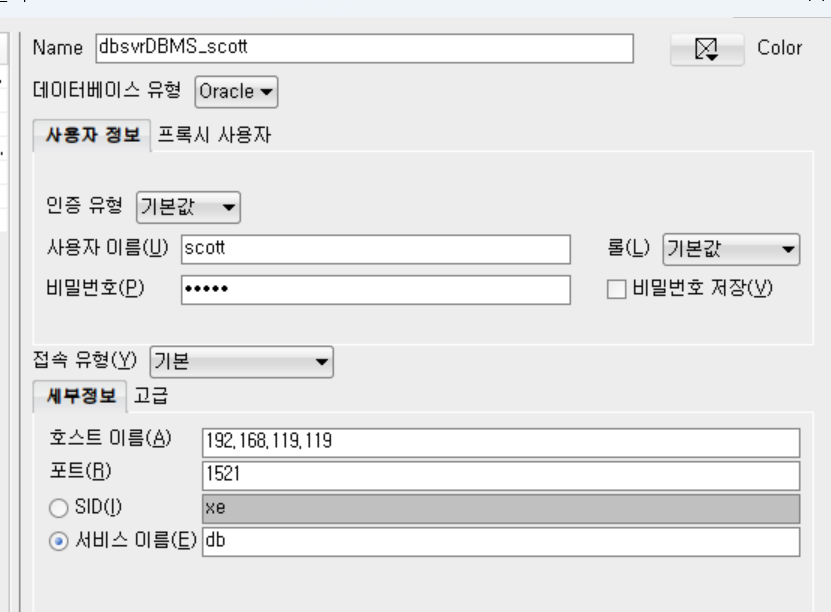 Name dbsvrDBMS_scott Color
데이터베이스 유형 Oracle
사용자 정보 프록시 사용자
인증 유형 기본값
사용자 이름(U) scott 롤(L) 기본값
비밀번호(P) ••••• 비밀번호 저장(V)
접속 유형(Y) 기본
세부정보 고급
호스트 이름(A) 192.168.119.119
포트(R) 1521
SID(I) xe
서비스 이름(E) db